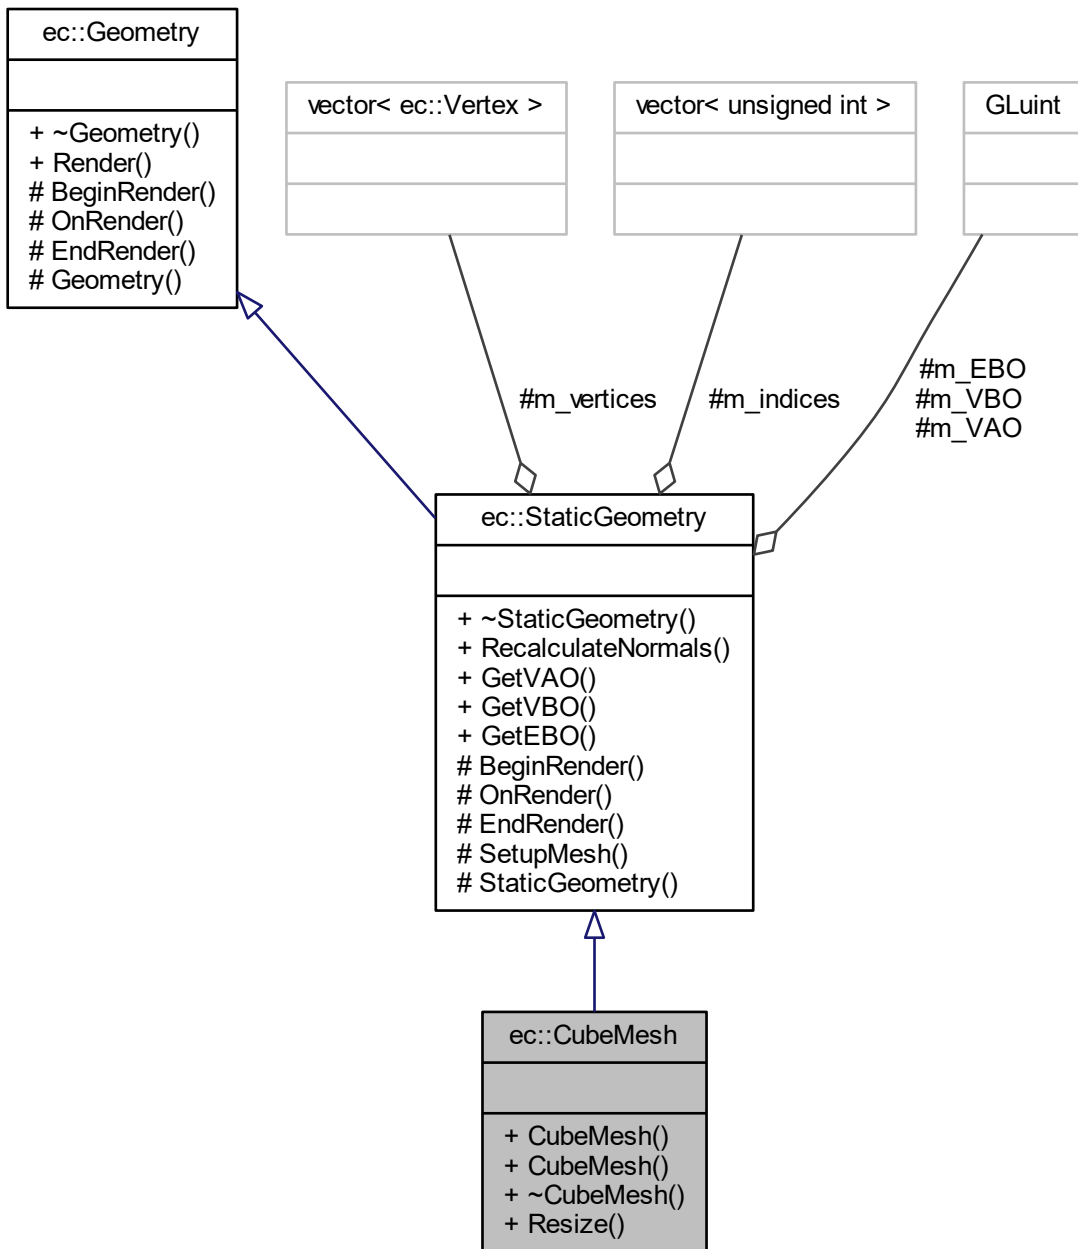 ec::Geometry
+ ~Geometry()
+ Render()
# BeginRender()
# OnRender()
# EndRender()
# Geometry()
vector< ec::Vertex >
vector< unsigned int >
GLuint
#m_vertices
#m_indices
#m_EBO
#m_VBO
#m_VAO
ec::StaticGeometry
+ ~StaticGeometry()
+ RecalculateNormals()
+ GetVAO()
+ GetVBO()
+ GetEBO()
# BeginRender()
# OnRender()
# EndRender()
# SetupMesh()
# StaticGeometry()
ec::CubeMesh
+ CubeMesh()
+ CubeMesh()
+ ~CubeMesh()
+ Resize()